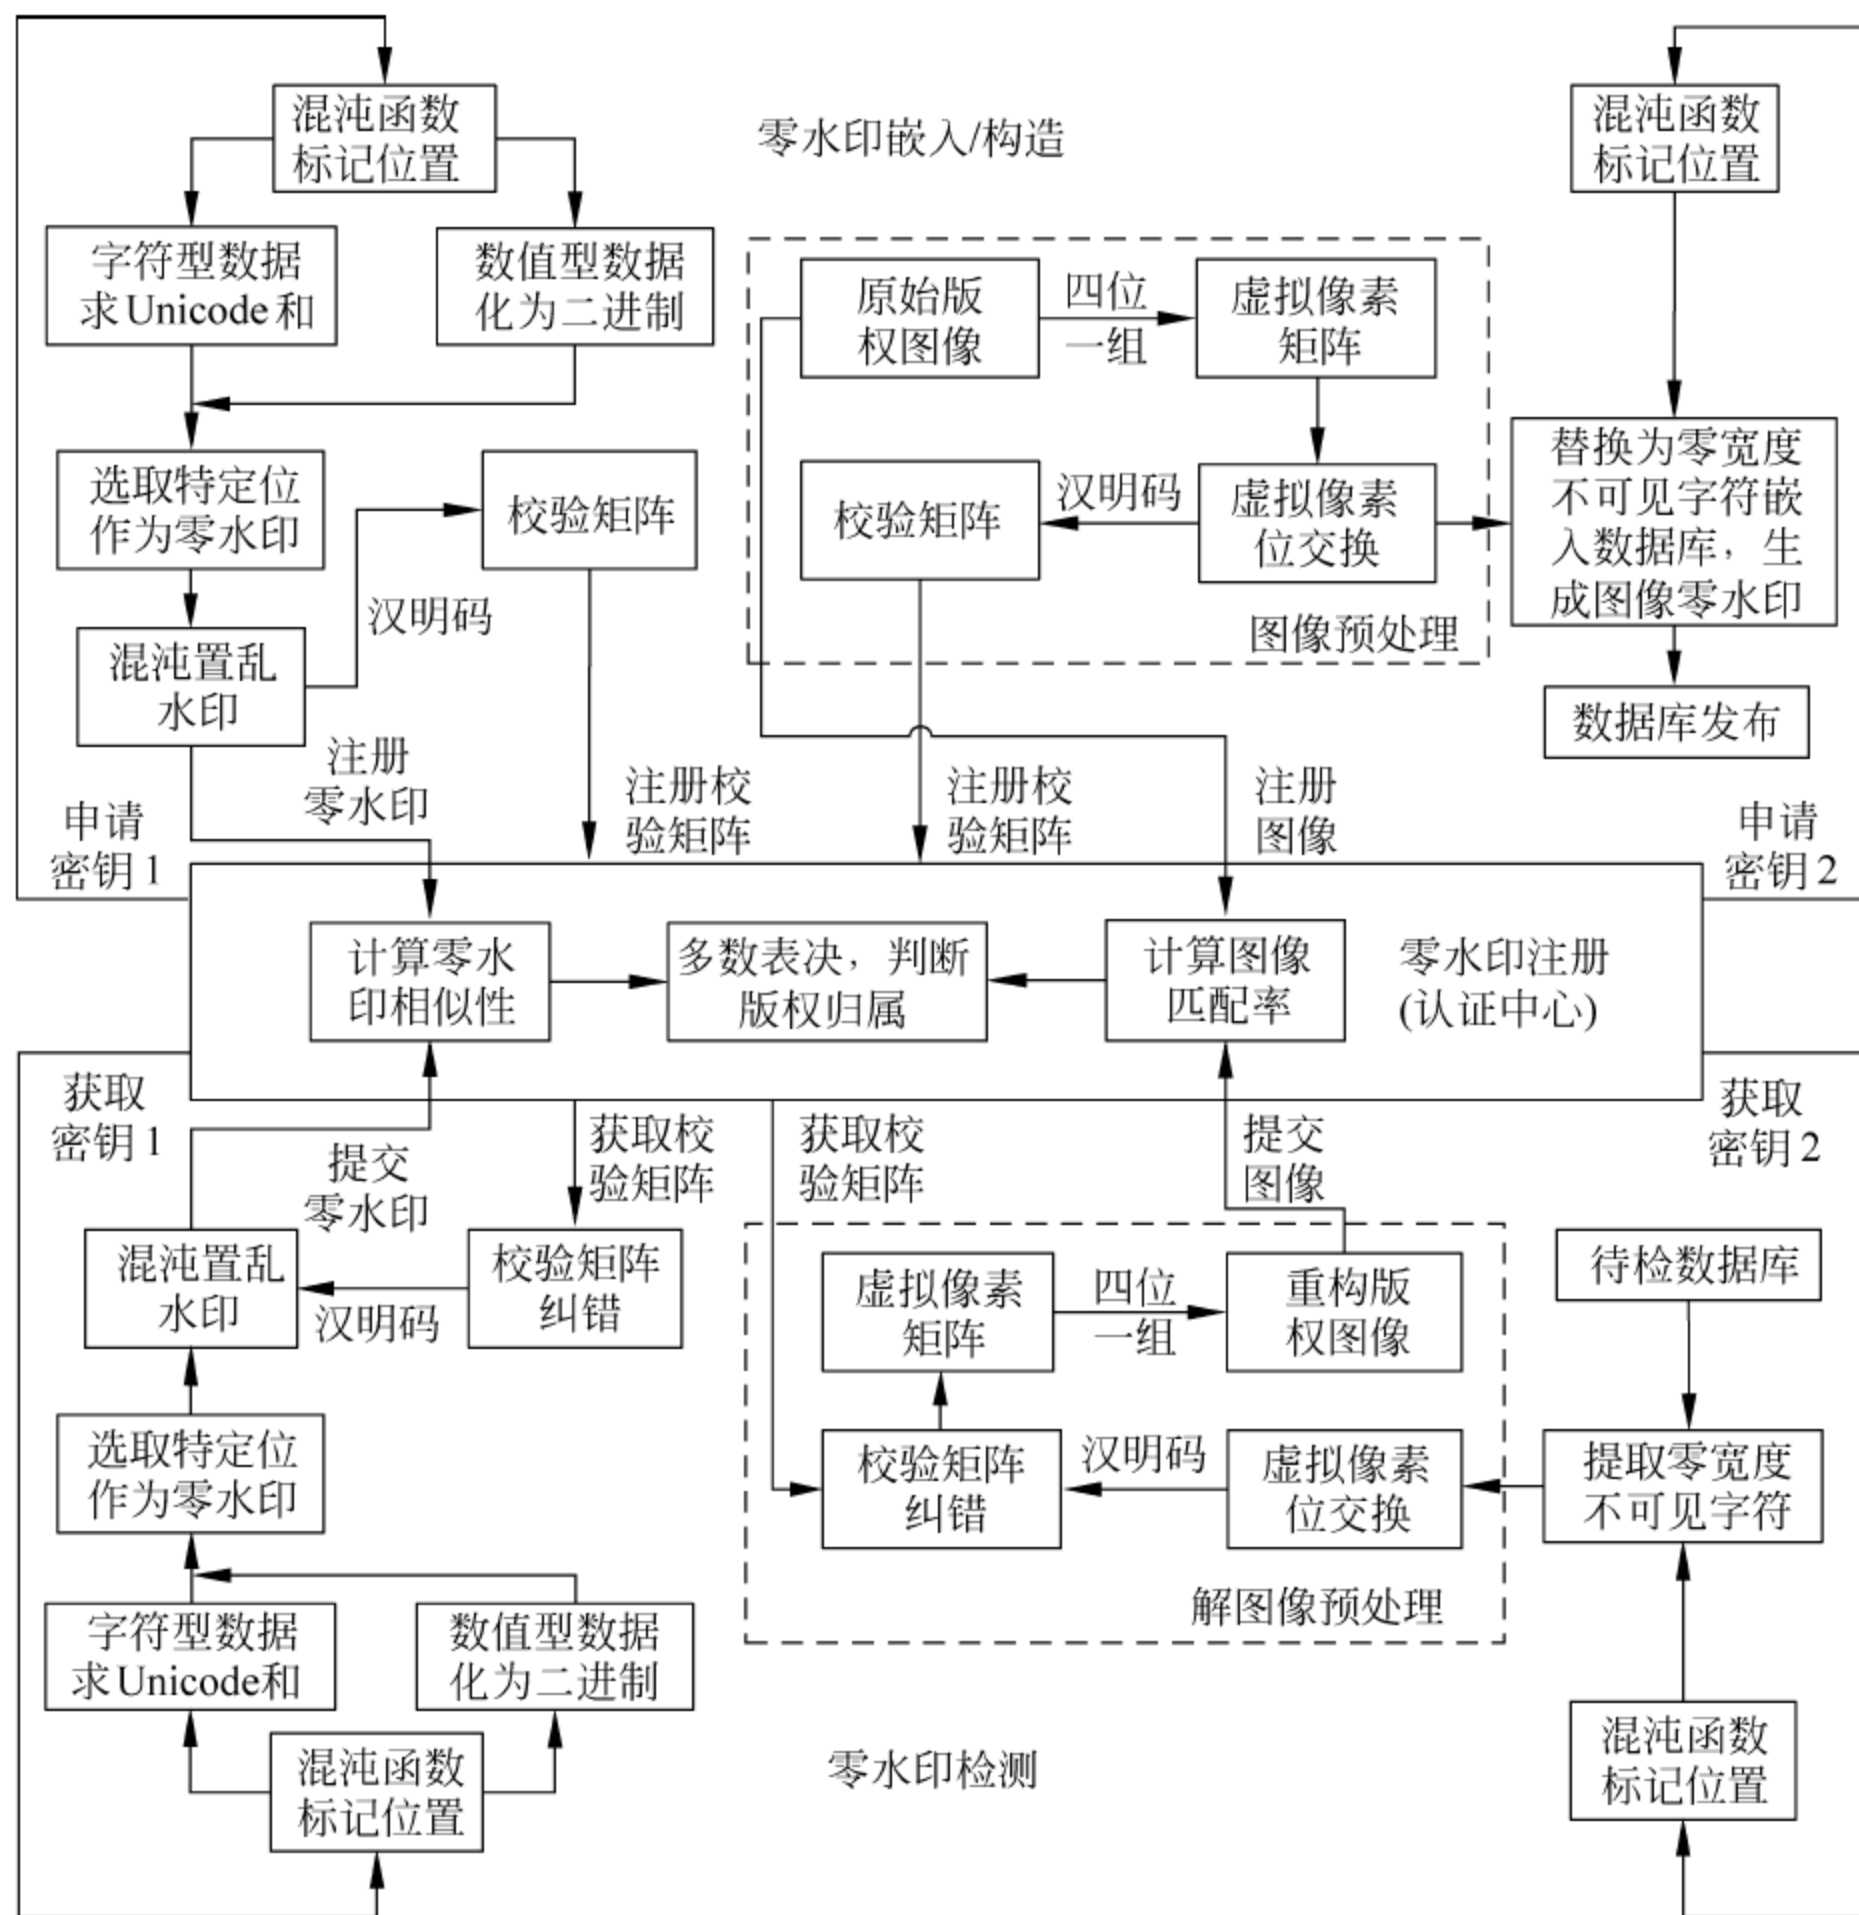 混沌函数
标记位置
零水印嵌入/构造
混沌函数
标记位置
字符型数据
求Unicode和
数值型数据
化为二进制
原始版
权图像
四位
一组
虚拟像素
矩阵
选取特定位
作为零水印
校验矩阵
校验矩阵
汉明码
虚拟像素
位交换
替换为零宽度
不可见字符嵌
入数据库，生
成图像零水印
汉明码
图像预处理
混沌置乱
水印
数据库发布
注册
零水印
注册校
验矩阵
注册校
验矩阵
注册
图像
申请
密钥1
申请
密钥2
计算零水
印相似性
多数表决，判断
版权归属
计算图像
匹配率
零水印注册
(认证中心)
获取
密钥1
提交
零水印
获取校
验矩阵
获取校
验矩阵
提交
图像
获取
密钥2
混沌置乱
水印
汉明码
校验矩阵
纠错
虚拟像素
矩阵
四位
一组
重构版
权图像
待检数据库
选取特定位
作为零水印
校验矩阵
纠错
汉明码
虚拟像素
位交换
提取零宽度
不可见字符
解图像预处理
字符型数据
求Unicode和
数值型数据
化为二进制
混沌函数
标记位置
零水印检测
混沌函数
标记位置